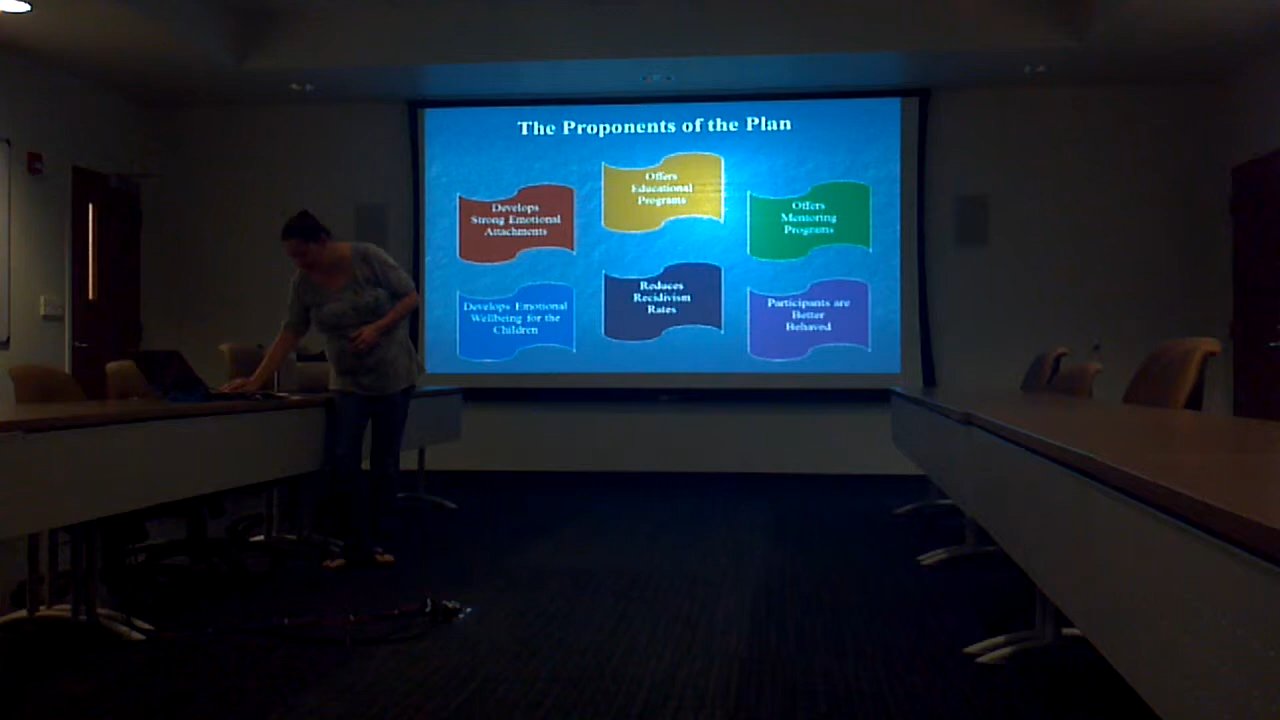 The Proponents of the Plan
Develops
Strong Emotional
Attachments
Offers
Educational
Programs
Offers
Mentoring
Programs
Develops Emotional
Wellbeing for the
Children
Reduces
Recidivism
Rates
Participants are
Better
Behaved